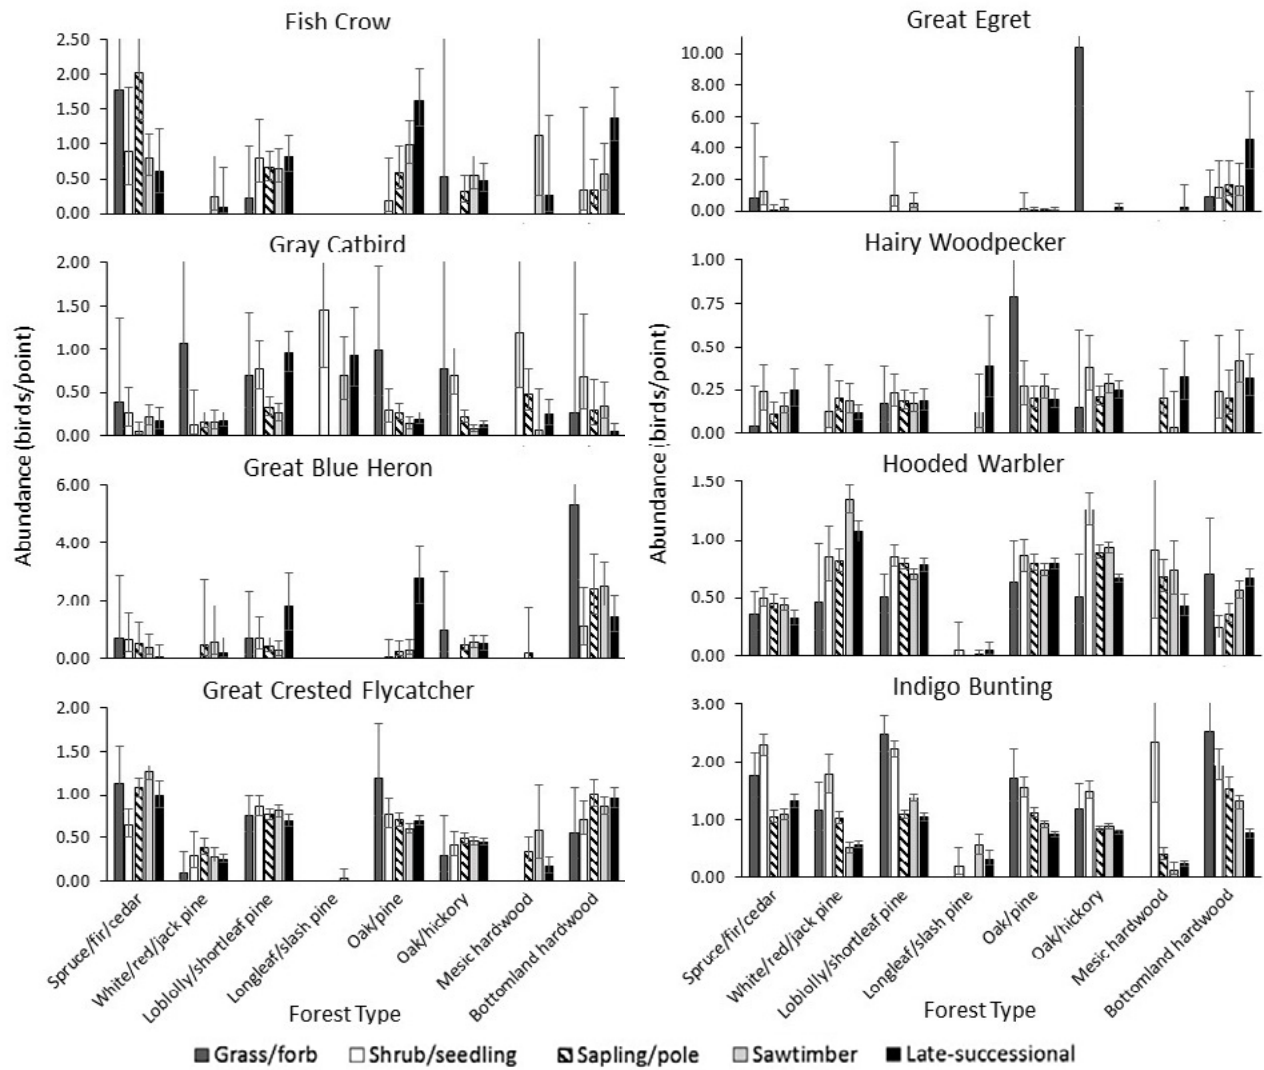 Fish Crow
Great Egret
2.50
2.00
1.50
1.00
0.50
0.00
10.00
8.00
6.00
4.00
2.00
0.00
Gray Catbird
Hairy Woodpecker
2.00
1.50
1.00
0.50
0.00
1.00
0.75
0.50
0.25
0.00
Abundance (birds/point)
Abundance (birds/point)
Great Blue Heron
Hooded Warbler
6.00
4.00
2.00
0.00
1.50
1.00
0.50
0.00
Great Crested Flycatcher
Indigo Bunting
2.00
1.50
1.00
0.50
0.00
3.00
2.00
1.00
0.00
Spruce/fir/cedar
White/red/jack pine
Loblolly/shortleaf pine
Longleaf/slash pine
Oak/pine
Oak/hickory
Mesic hardwood
Bottomland hardwood
Spruce/fir/cedar
White/red/jack pine
Loblolly/shortleaf pine
Longleaf/slash pine
Oak/pine
Oak/hickory
Mesic hardwood
Bottomland hardwood
Forest Type
Forest Type
Grass/forb Shrub/seedling Sapling/pole Sawtimber Late-successional